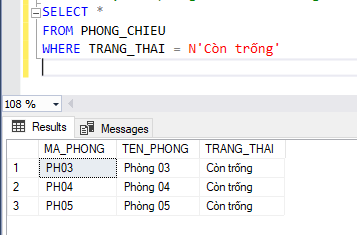 SELECT *
FROM PHONG_CHIEU
WHERE TRANG_THAI = N'Còn trống'
108 %
Results Messages
MA_PHONG TEN_PHONG TRANG_THAI
1 PH03 Phòng 03 Còn trống
2 PH04 Phòng 04 Còn trống
3 PH05 Phòng 05 Còn trống